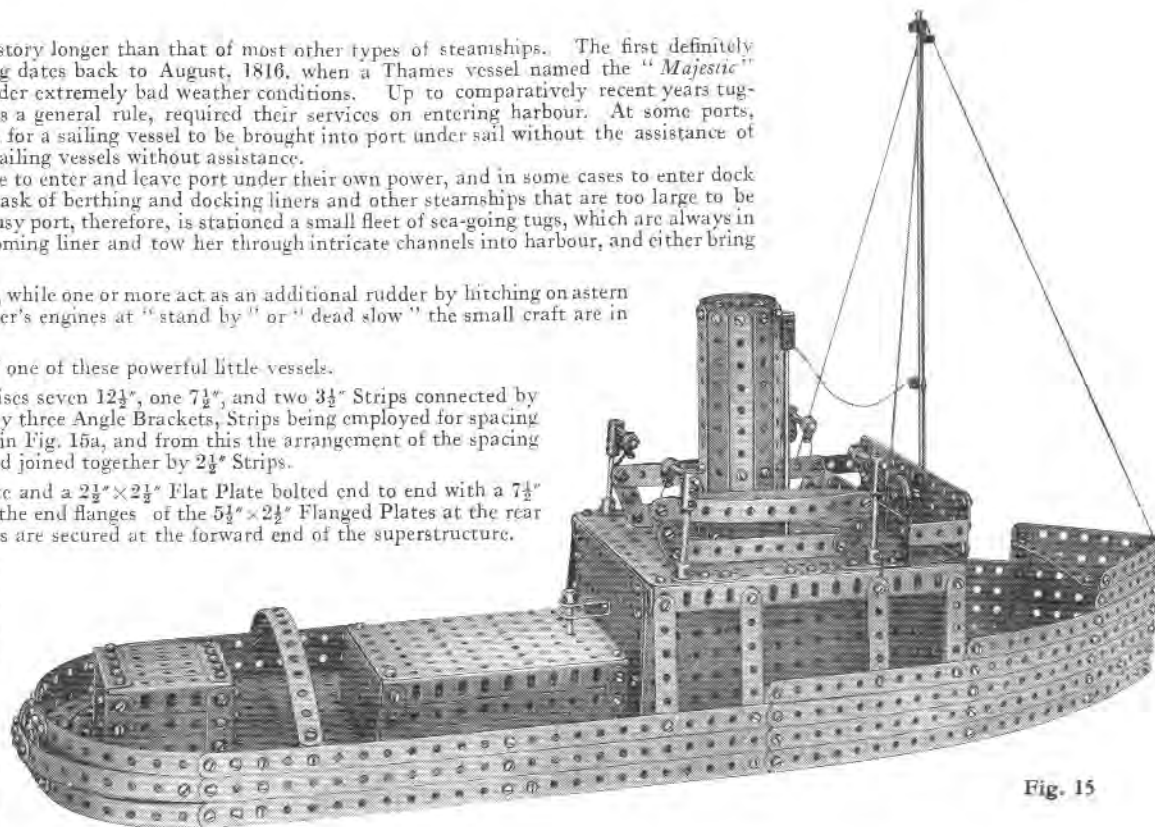 story longer than that of most other types of steamships. The first definitely
g dates back to August, 1816, when a Thames vessel named the "Majestic"
der extremely bad weather conditions. Up to comparatively recent years tug-
s a general rule, required their services on entering harbour. At some ports,
for a sailing vessel to be brought into port under sail without the assistance of
ailing vessels without assistance.
e to enter and leave port under their own power, and in some cases to enter dock
ask of berthing and docking liners and other steamships that are too large to be
usy port, therefore, is stationed a small fleet of sea-going tugs, which are always in
oming liner and tow her through intricate channels into harbour, and either bring
, while one or more act as an additional rudder by hitching on astern
er's engines at "stand by" or "dead slow" the small craft are in
one of these powerful little vessels.
ises seven 12½", one 7½", and two 3½" Strips connected by
y three Angle Brackets, Strips being employed for spacing
in Fig. 15a, and from this the arrangement of the spacing
d joined together by 2½" Strips.
te and a 2½"×2½" Flat Plate bolted end to end with a 7½"
the end flanges of the 5½"×2½" Flanged Plates at the rear
s are secured at the forward end of the superstructure.
Fig. 15